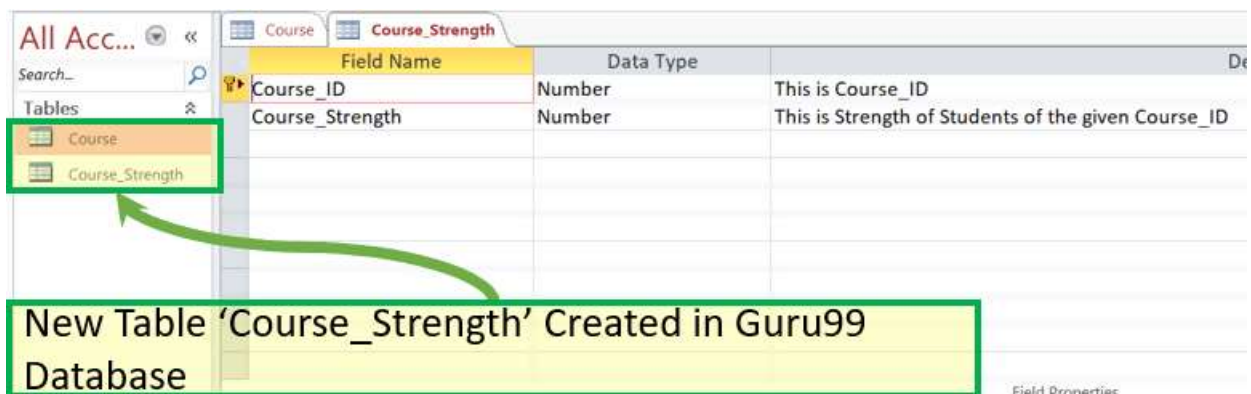 All Acc...
Search...
Tables
Course
Course_Strength
Course Course_Strength
Field Name Data Type De
Course_ID Number This is Course_ID
Course_Strength Number This is Strength of Students of the given Course_ID
New Table ‘Course_Strength’ Created in Guru99
Database
Field Properties